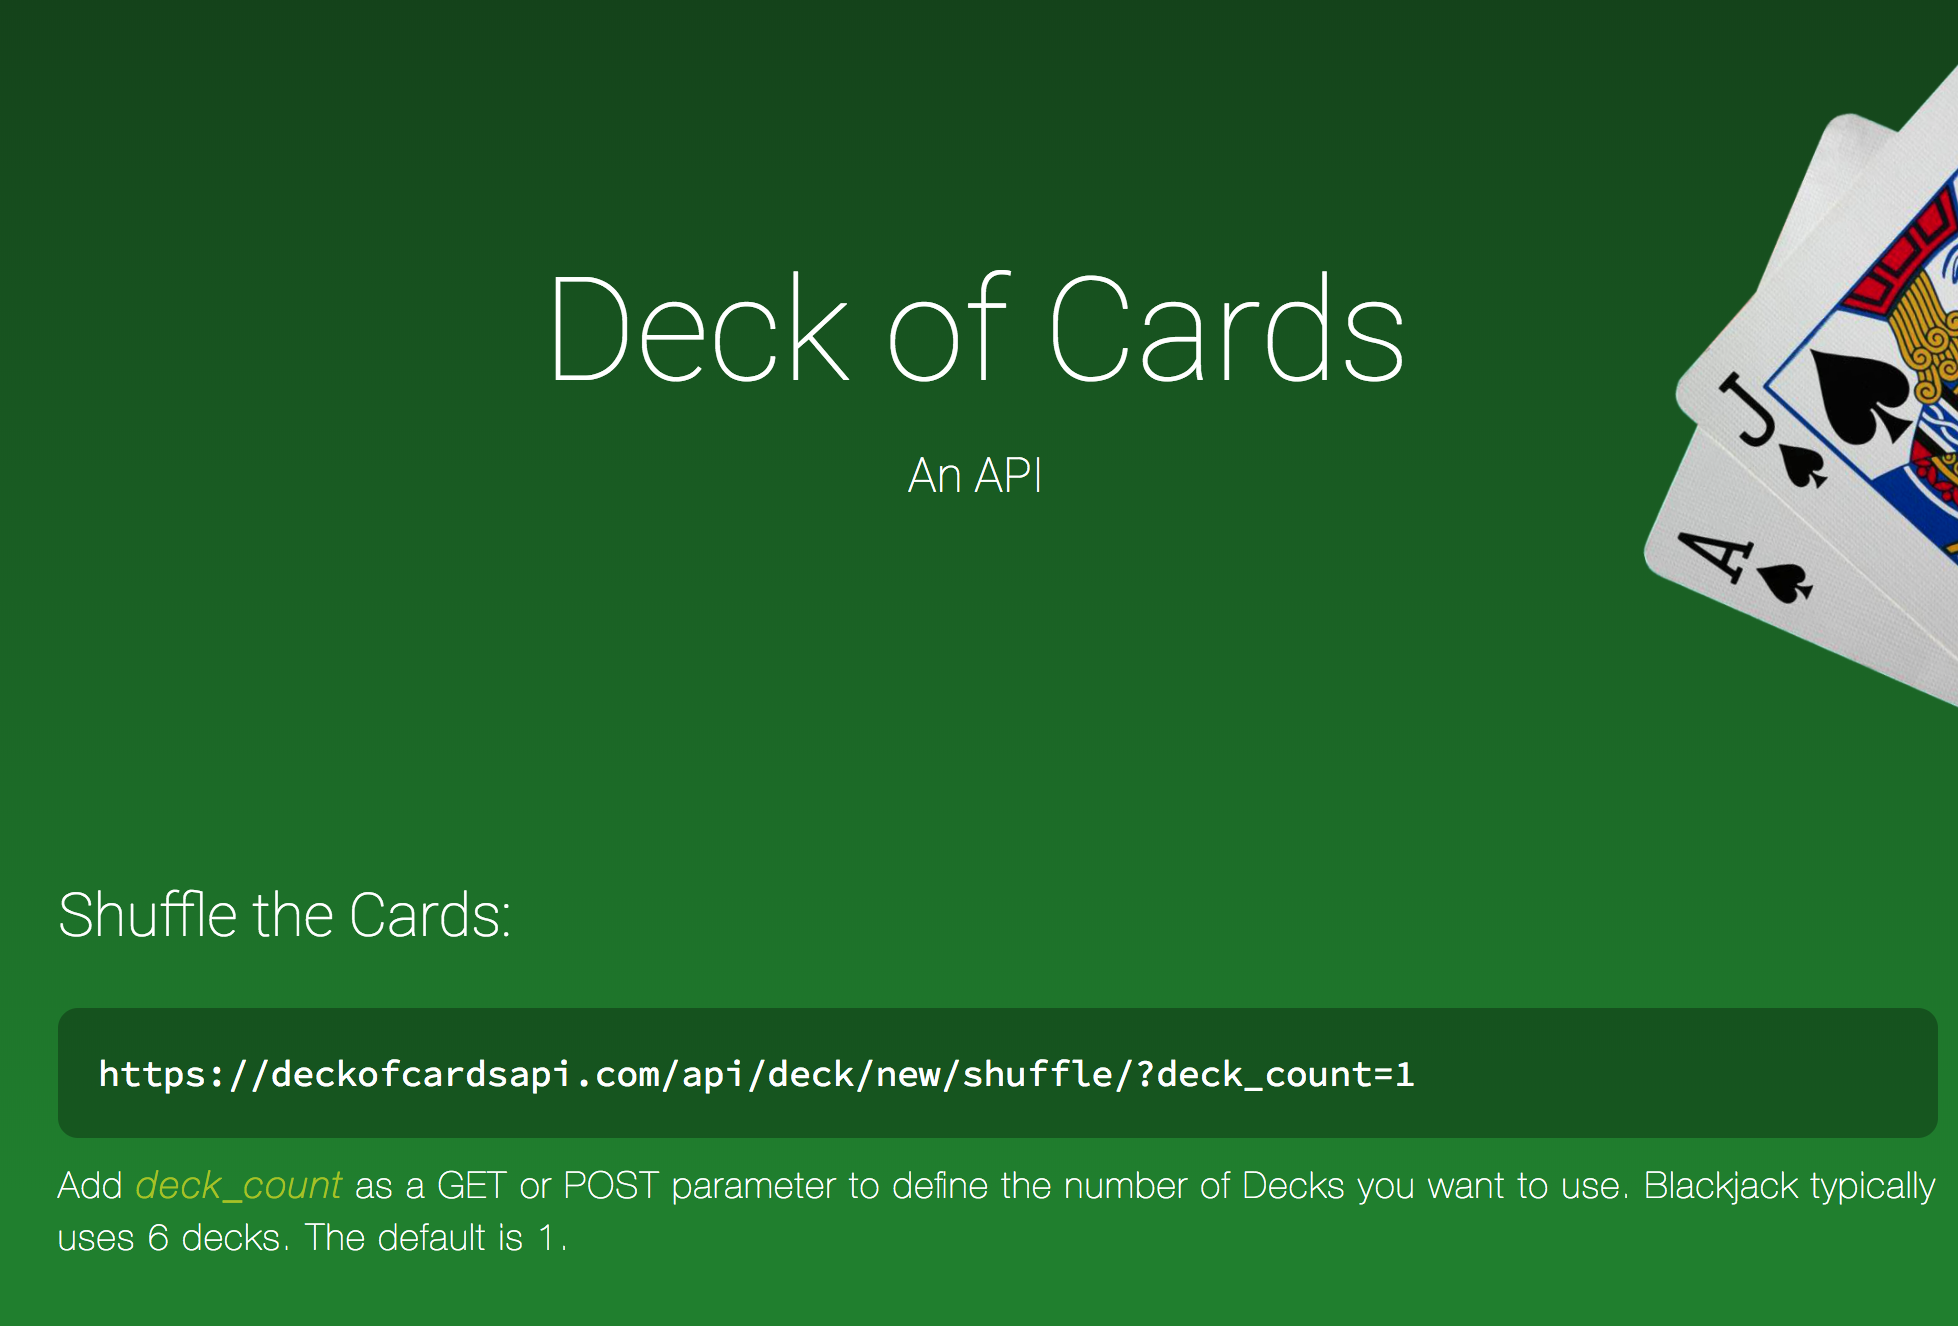 Deck of Cards
An API
J
A
Shuffle the Cards:
https://deckofcardsapi.com/api/deck/new/shuffle/?deck_count=1
Add deck_count as a GET or POST parameter to define the number of Decks you want to use. Blackjack typically
uses 6 decks. The default is 1.